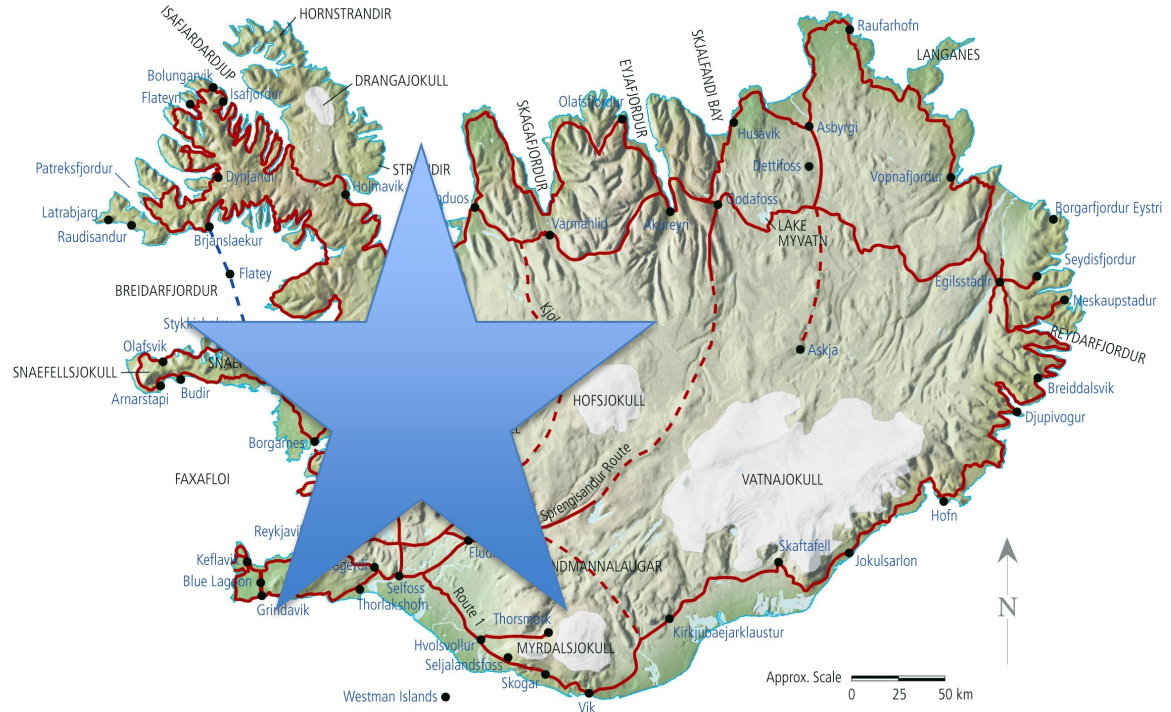 HORNSTRANDIR
ISAFJARDARDJUP
Raufarhofn
LANGANES
Bolungarvik
Isafjordur
Flateyri
DRANGAJOKULL
SKAGAFJORDUR
Olafsfjordur
EYJAFJORDUR
SKJALFANDI BAY
Husavik
Asbyrgi
Dettifoss
Vopnafjordur
Patreksfjordur
Dynjandi
Holmavik
Latrabjarg
Raudisandur
Brjanslaekur
Varmahlid
Akureyri
Godafoss
LAKE
MYVATN
Borgarfjordur Eystri
Seydisfjordur
Egilsstadir
Neskaupstadur
REYDARFJORDUR
Flatey
BREIDARFJORDUR
Olafsvik
SNAEFELLSJOKULL
Arnarstapi
Budir
Askja
Breiddalsvik
Djupivogur
HOFSJOKULL
Borgarnes
FAXAFLOI
Sprengisandur Route
VATNAJOKULL
Hofn
Skaftafell
Jokulsarlon
Keflavik
Blue Lagoon
Grindavik
Selfoss
Thorlakshofn
Route 1
Thorsmork
Hvolsvollur
MYRDALSJOKULL
Seljalandsfoss
Skogar
Kirkjubaejarklaustur
Vik
Westman Islands
N
Approx. Scale
0 25 50 km